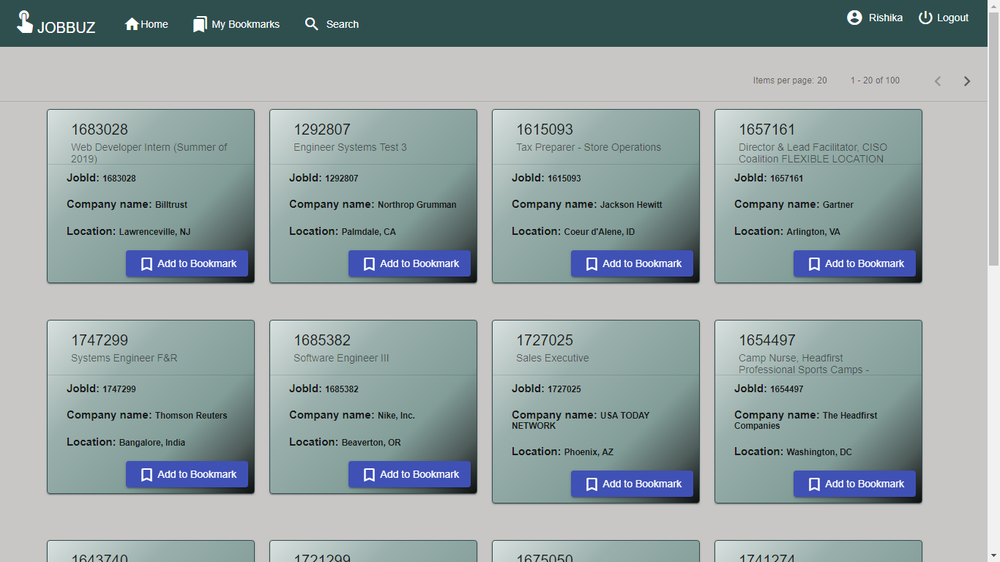 JOBBUZ Home My Bookmarks Search Rishika Logout
Items per page: 20 1 - 20 of 100
1683028
Web Developer Intern (Summer of
2019)
JobId: 1683028
Company name: Billtrust
Location: Lawrenceville, NJ
Add to Bookmark
1292807
Engineer Systems Test 3
JobId: 1292807
Company name: Northrop Grumman
Location: Palmdale, CA
Add to Bookmark
1615093
Tax Preparer - Store Operations
JobId: 1615093
Company name: Jackson Hewitt
Location: Coeur d'Alene, ID
Add to Bookmark
1657161
Director & Lead Facilitator, CISO
Coalition FLEXIBLE LOCATION
JobId: 1657161
Company name: Gartner
Location: Arlington, VA
Add to Bookmark
1747299
Systems Engineer F&R
JobId: 1747299
Company name: Thomson Reuters
Location: Bangalore, India
Add to Bookmark
1685382
Software Engineer III
JobId: 1685382
Company name: Nike, Inc.
Location: Beaverton, OR
Add to Bookmark
1727025
Sales Executive
JobId: 1727025
Company name: USA TODAY
NETWORK
Location: Phoenix, AZ
Add to Bookmark
1654497
Camp Nurse, Headfirst
Professional Sports Camps -
JobId: 1654497
Company name: The Headfirst
Companies
Location: Washington, DC
Add to Bookmark
1643740
1721299
1675050
1741274